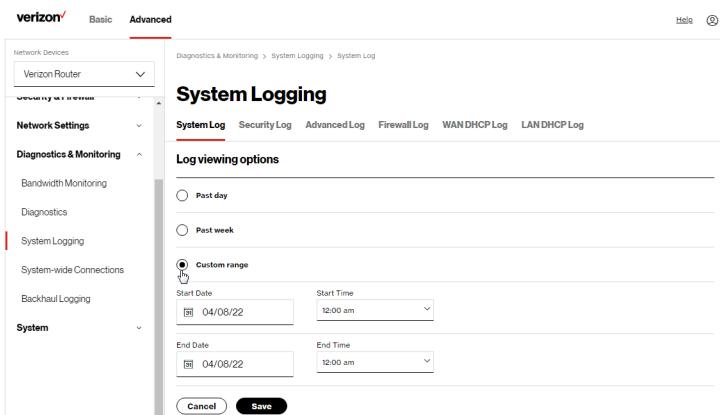 verizon✓ Basic Advanced Help
Network Devices
Verizon Router
Security & Firewall
Network Settings
Diagnostics & Monitoring
Bandwidth Monitoring
Diagnostics
System Logging
System-wide Connections
Backhaul Logging
System
Diagnostics & Monitoring > System Logging > System Log
System Logging
System Log Security Log Advanced Log Firewall Log WAN DHCP Log LAN DHCP Log
Log viewing options
Past day
Past week
Custom range
Start Date Start Time
31 04/08/22 12:00 am
End Date End Time
31 04/08/22 12:00 am
Cancel Save